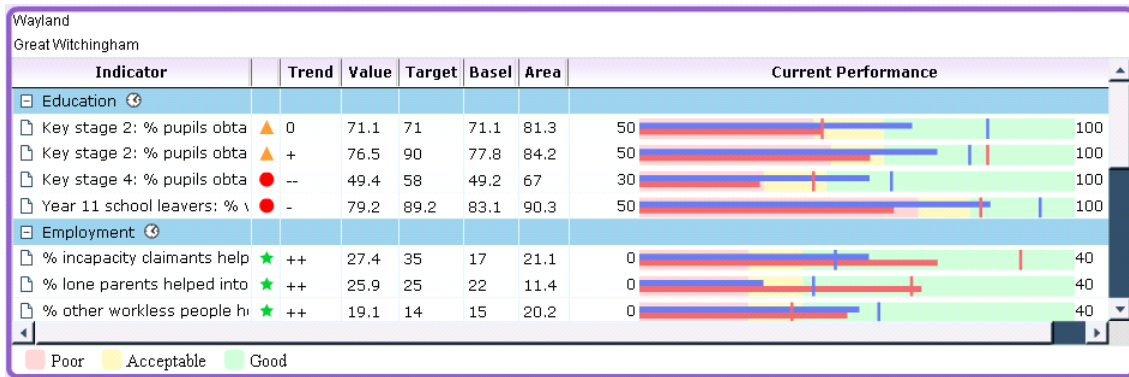 Wayland
Great Witchingham
Indicator Trend Value Target Basel Area Current Performance
Education
Key stage 2: % pupils obta 0 71.1 71 71.1 81.3 50 100
Key stage 2: % pupils obta + 76.5 90 77.8 84.2 50 100
Key stage 4: % pupils obta -- 49.4 58 49.2 67 30 100
Year 11 school leavers: % - 79.2 89.2 83.1 90.3 50 100
Employment
% incapacity claimants help ++ 27.4 35 17 21.1 0 40
% lone parents helped into ++ 25.9 25 22 11.4 0 40
% other workless people h ++ 19.1 14 15 20.2 0 40
Poor Acceptable Good